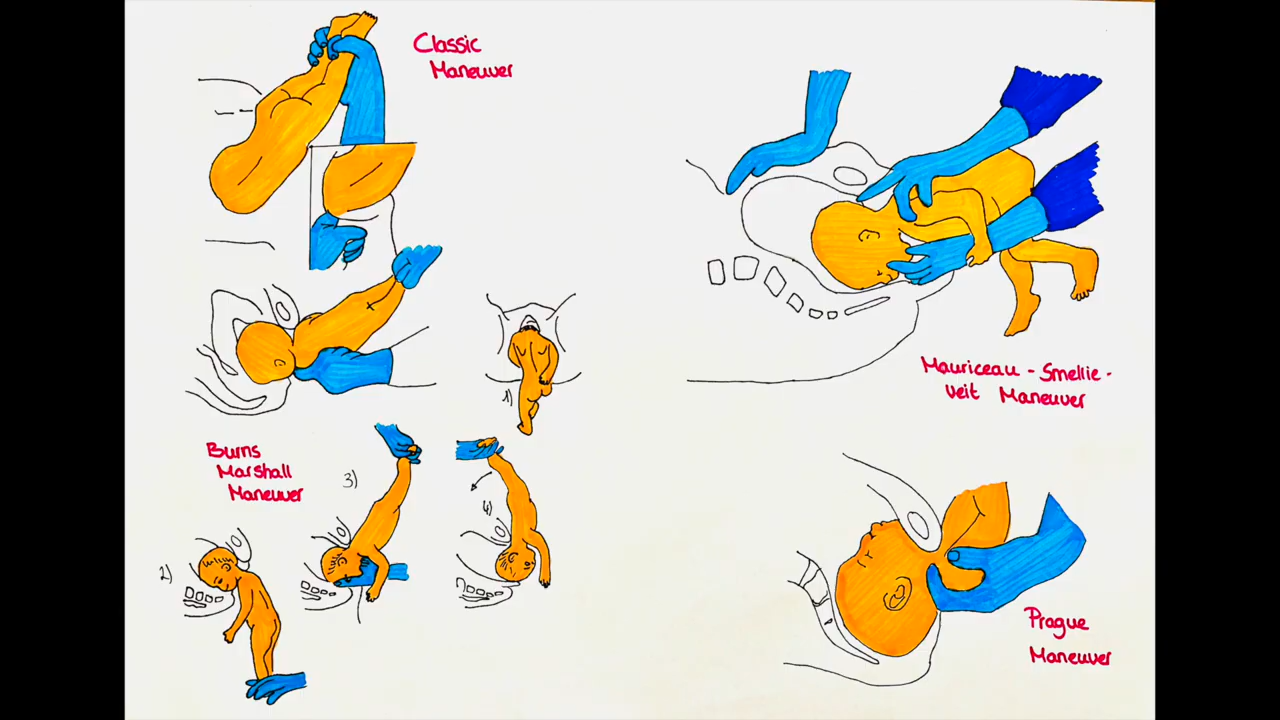 Classic
Maneuver
Mauriceau - Smellie -
Veit Maneuver
1)
Burns
Marshall
Maneuver
3)
4)
2)
Prague
Maneuver